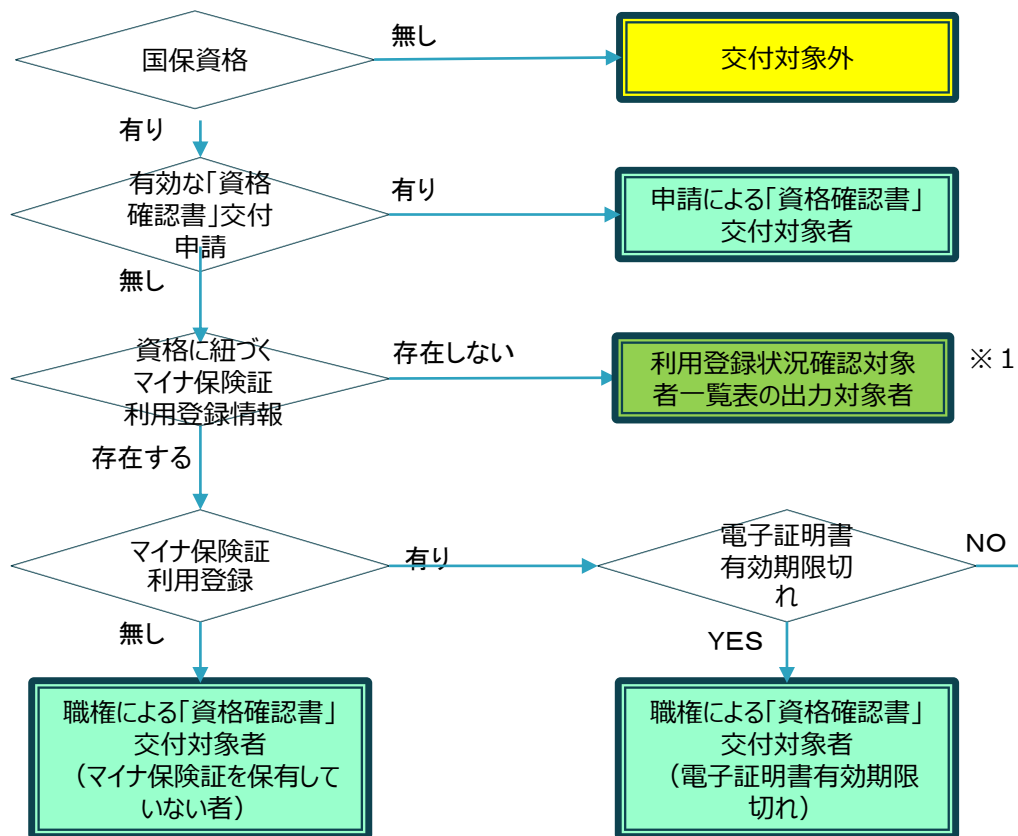 国保資格
無し
交付対象外
有り
有効な「資格
確認書」交付
申請
有り
申請による「資格確認書」
交付対象者
無し
資格に紐づく
マイナ保険証
利用登録情報
存在しない
利用登録状況確認対象
者一覧表の出力対象者
※１
存在する
マイナ保険証
利用登録
有り
電子証明書
有効期限切
れ
NO
無し
YES
職権による「資格確認書」
交付対象者
（マイナ保険証を保有して
いない者）
職権による「資格確認書」
交付対象者
（電子証明書有効期限
切れ）